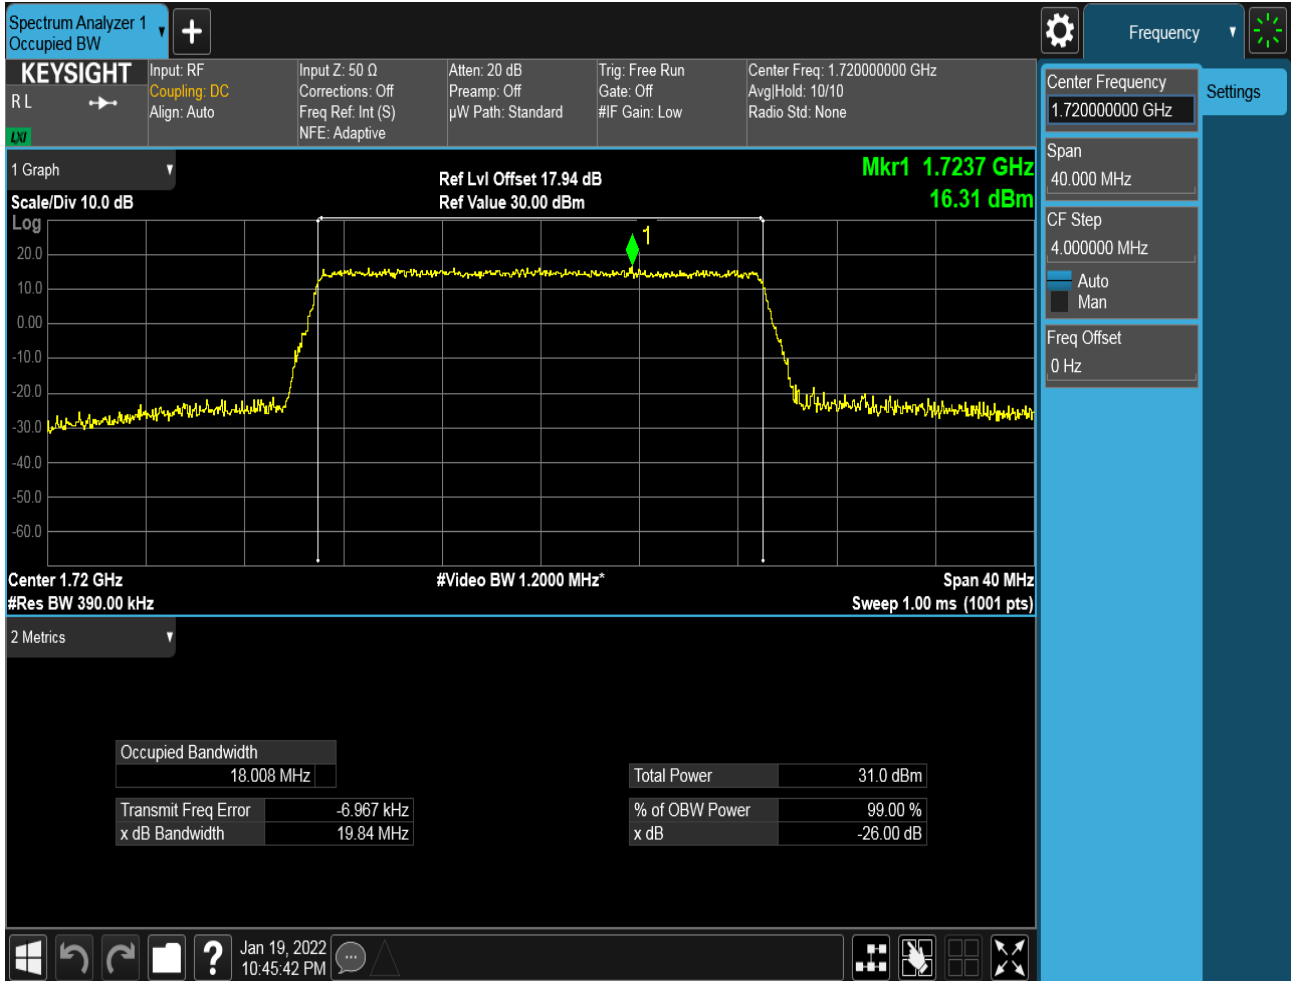 Spectrum Analyzer 1
Occupied BW
+
Frequency
KEYSIGHT
R L
LXI
Input: RF
Coupling: DC
Align: Auto
Input Z: 50 Ω
Corrections: Off
Freq Ref: Int (S)
NFE: Adaptive
Atten: 20 dB
Preamp: Off
µW Path: Standard
Trig: Free Run
Gate: Off
#IF Gain: Low
Center Freq: 1.720000000 GHz
Avg|Hold: 10/10
Radio Std: None
Center Frequency
1.720000000 GHz
Settings
Span
40.000 MHz
CF Step
4.000000 MHz
Auto
Man
Freq Offset
0 Hz
1 Graph
Scale/Div 10.0 dB
Log
Ref Lvl Offset 17.94 dB
Ref Value 30.00 dBm
Mkr1 1.7237 GHz
16.31 dBm
1
20.0
10.0
0.00
-10.0
-20.0
-30.0
-40.0
-50.0
-60.0
Center 1.72 GHz
#Res BW 390.00 kHz
#Video BW 1.2000 MHz*
Span 40 MHz
Sweep 1.00 ms (1001 pts)
2 Metrics
Occupied Bandwidth
18.008 MHz
Transmit Freq Error -6.967 kHz
x dB Bandwidth 19.84 MHz
Total Power 31.0 dBm
% of OBW Power 99.00 %
x dB -26.00 dB
?
Jan 19, 2022
10:45:42 PM